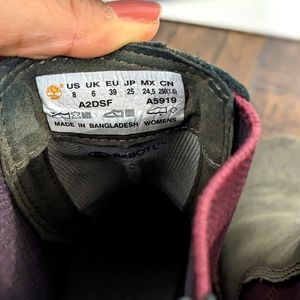 US UK EU JP MX CN
8 6 39 25 24,5 250(1.5)
A2DSF A5919
MADE IN BANGLADESH WOMENS
ReBOTL